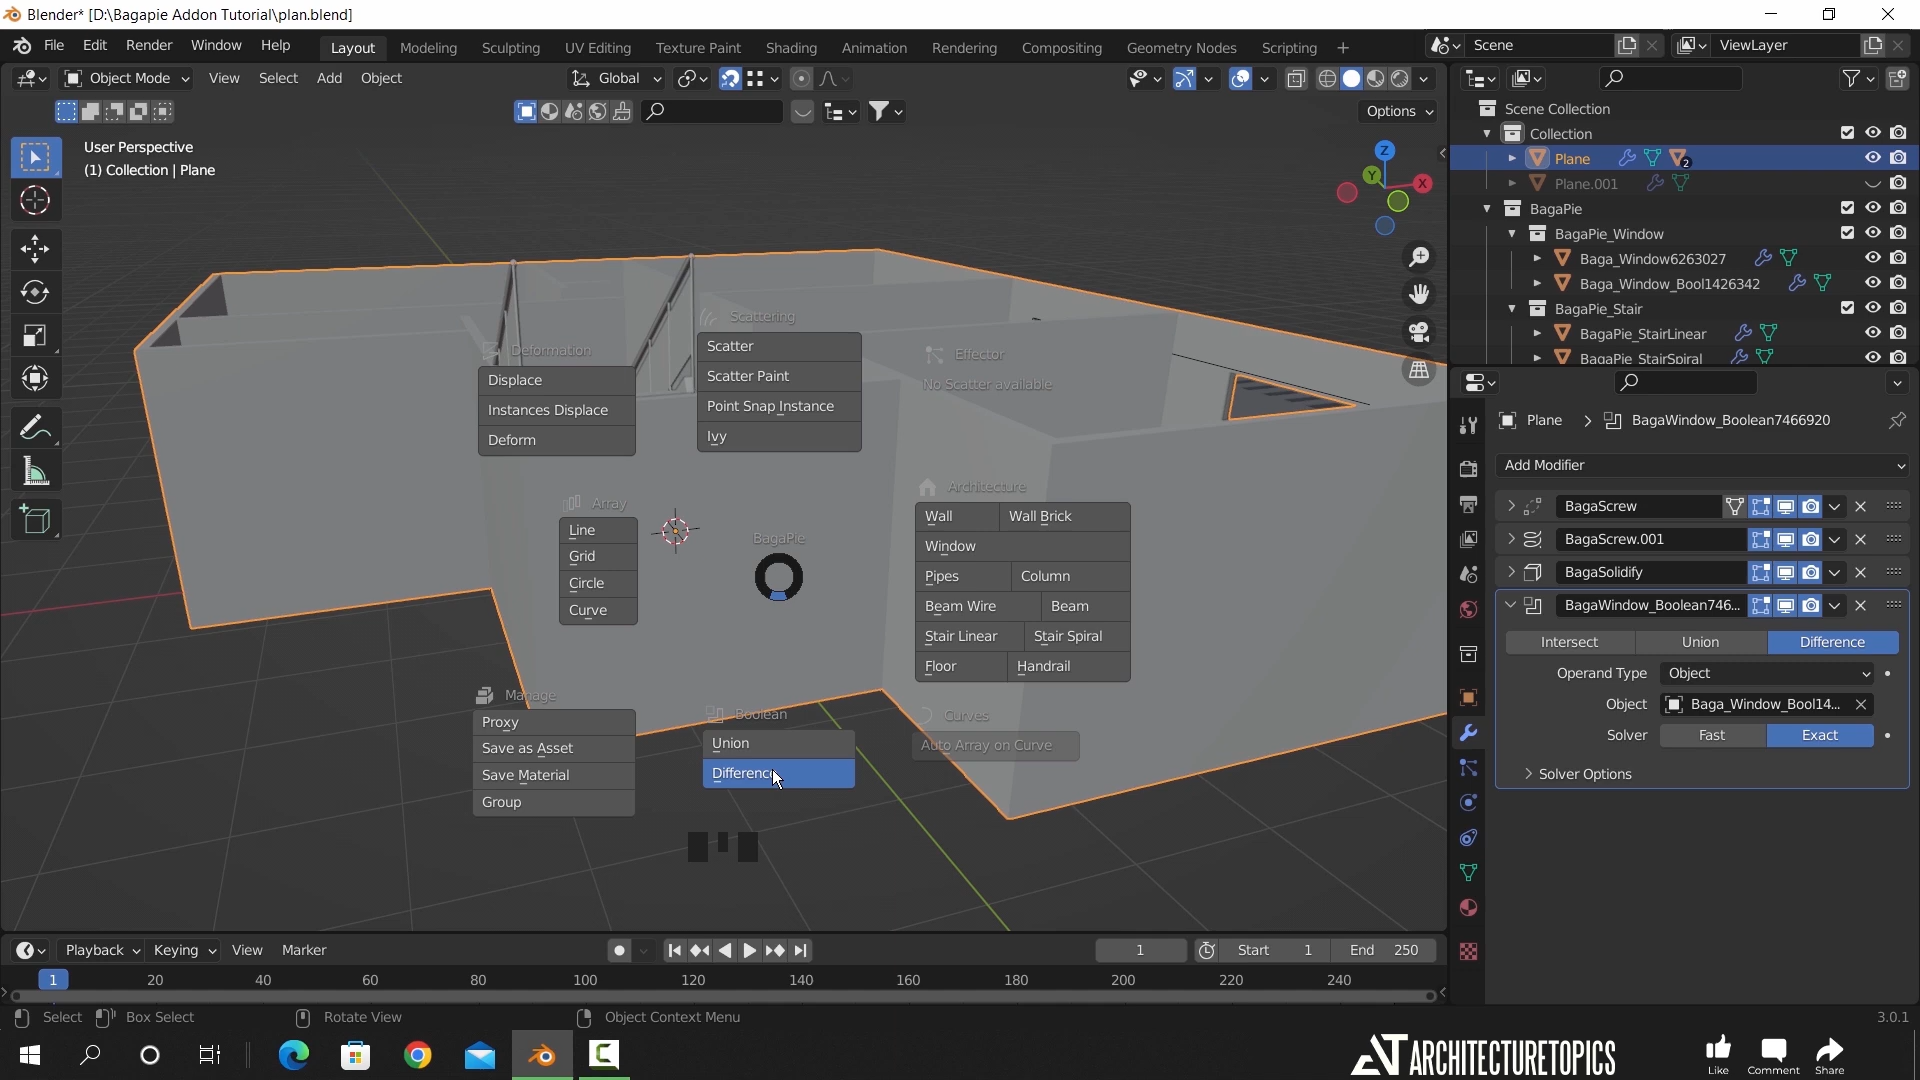 Blender* [D:\Bagapie Addon Tutorial\plan.blend]
File Edit Render Window Help Layout Modeling Sculpting UV Editing Texture Paint Shading Animation Rendering Compositing Geometry Nodes Scripting Scene ViewLayer
Object Mode View Select Add Object Global
Options
User Perspective
(1) Collection | Plane
Z
Y
X
Scene Collection
Collection
Plane 2
Plane.001
BagaPie
BagaPie_Window
Baga_Window6263027
Baga_Window_Bool1426342
BagaPie_Stair
BagaPie_StairLinear
BagaPie_StairSpiral
Scattering
Scatter
Scatter Paint
Point Snap Instance
Ivy
Deformation
Displace
Instances Displace
Deform
Effector
No Scatter available
Array
Line
Grid
Circle
Curve
BagaPie
Architecture
Wall Wall Brick
Window
Pipes Column
Beam Wire Beam
Stair Linear Stair Spiral
Floor Handrail
Manage
Proxy
Save as Asset
Save Material
Group
Boolean
Union
Difference
Curves
Auto Array on Curve
Plane > BagaWindow_Boolean7466920
Add Modifier
BagaScrew
BagaScrew.001
BagaSolidify
BagaWindow_Boolean746...
Intersect Union Difference
Operand Type Object
Object Baga_Window_Bool14...
Solver Fast Exact
Solver Options
Playback Keying View Marker 1 Start 1 End 250
1 20 40 60 80 100 120 140 160 180 200 220 240
Select Box Select Rotate View Object Context Menu 3.0.1
ARCHITECTURETOPICS
Like Comment Share